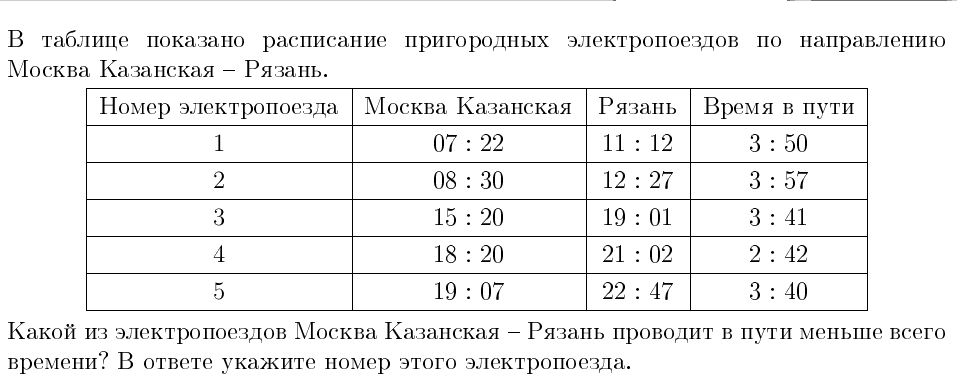 В таблице показано расписание пригородных электропоездов по направлению
Москва Казанская – Рязань.
Номер электропоезда Москва Казанская Рязань Время в пути
1 07 : 22 11 : 12 3 : 50
2 08 : 30 12 : 27 3 : 57
3 15 : 20 19 : 01 3 : 41
4 18 : 20 21 : 02 2 : 42
5 19 : 07 22 : 47 3 : 40
Какой из электропоездов Москва Казанская – Рязань проводит в пути меньше всего
времени? В ответе укажите номер этого электропоезда.